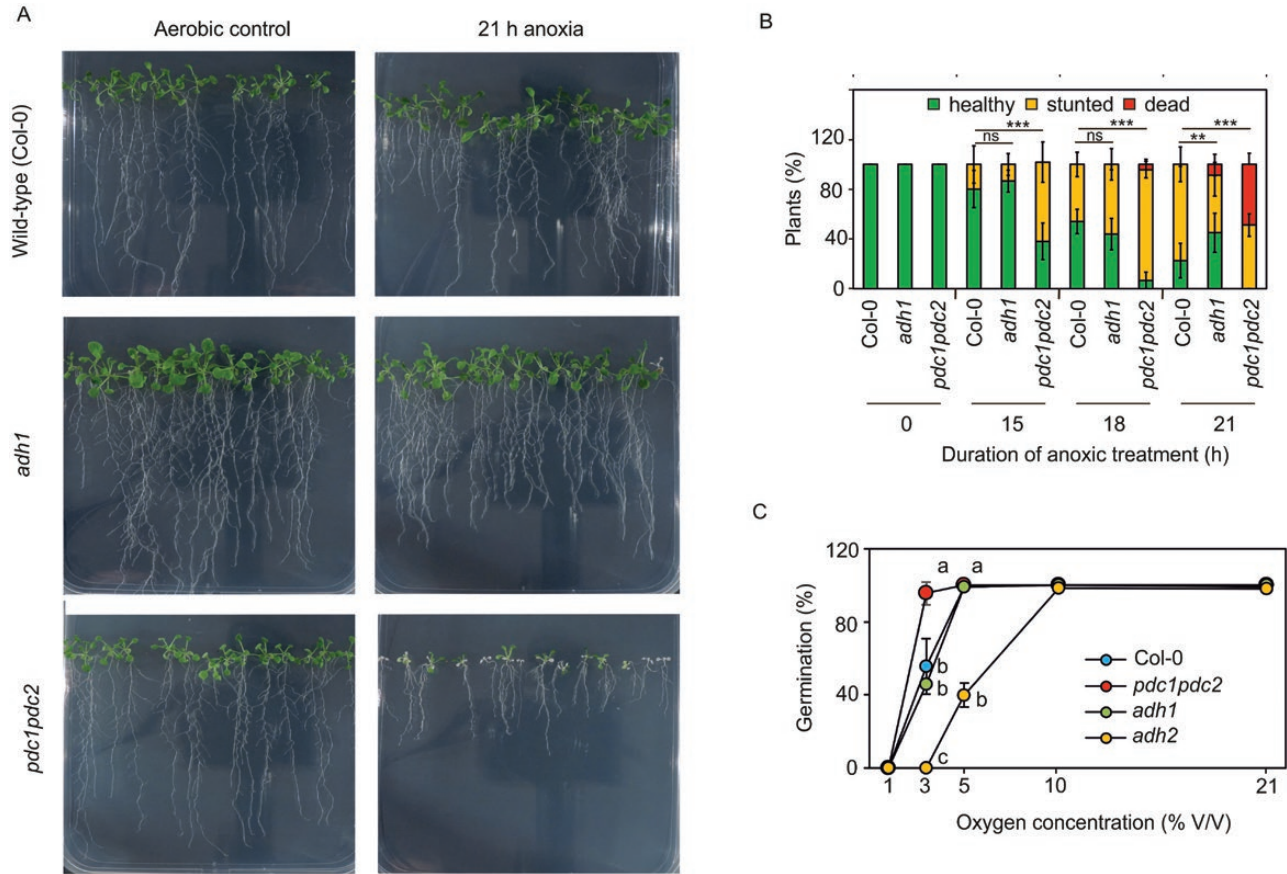 A
Aerobic control
21 h anoxia
Wild-type (Col-0)
adh1
pdc1pdc2
B
healthy stunted dead
ns *** ns *** ** ***
120
80
40
0
Plants (%)
Col-0 adh1 pdc1pdc2 Col-0 adh1 pdc1pdc2 Col-0 adh1 pdc1pdc2 Col-0 adh1 pdc1pdc2
0 15 18 21
Duration of anoxic treatment (h)
C
120
80
40
0
Germination (%)
a a
b
b
b
c
Col-0
pdc1pdc2
adh1
adh2
1 3 5 10 21
Oxygen concentration (% V/V)